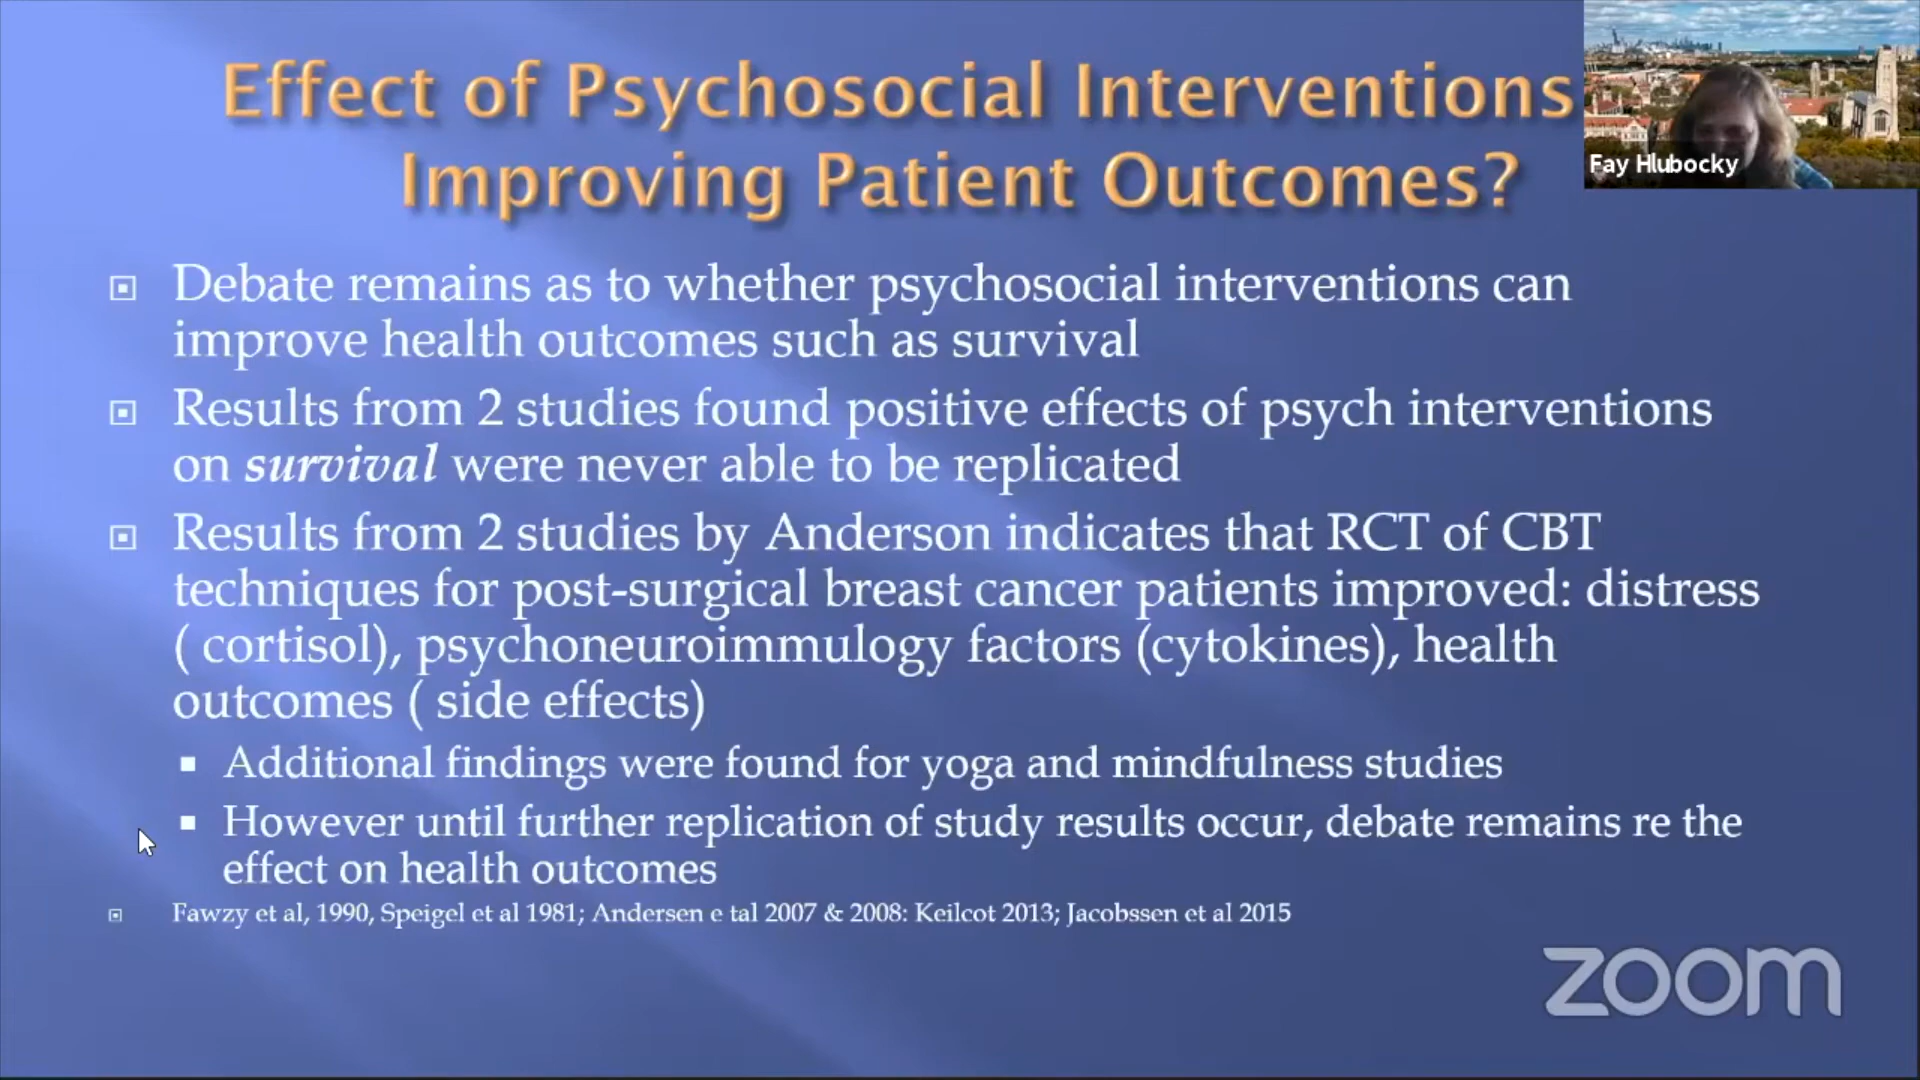 Effect of Psychosocial Interventions
Improving Patient Outcomes?
Fay Hlubocky
Debate remains as to whether psychosocial interventions can
improve health outcomes such as survival
Results from 2 studies found positive effects of psych interventions
on survival were never able to be replicated
Results from 2 studies by Anderson indicates that RCT of CBT
techniques for post-surgical breast cancer patients improved: distress
( cortisol), psychoneuroimmulogy factors (cytokines), health
outcomes ( side effects)
Additional findings were found for yoga and mindfulness studies
However until further replication of study results occur, debate remains re the
effect on health outcomes
Fawzy et al, 1990, Speigel et al 1981; Andersen e tal 2007 & 2008: Keilcot 2013; Jacobssen et al 2015
zoom